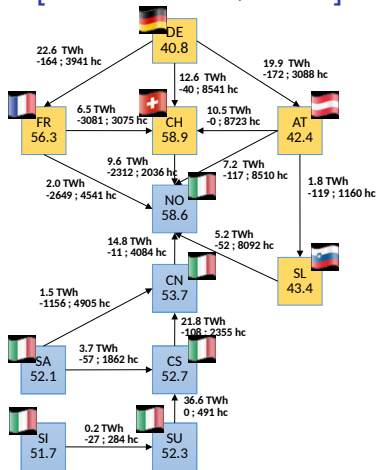 [ ]
DE
40.8
22.6 TWh
-164 ; 3941 hc
12.6 TWh
-40 ; 8541 hc
19.9 TWh
-172 ; 3088 hc
FR
56.3
6.5 TWh
-3081 ; 3075 hc
CH
58.9
10.5 TWh
-0 ; 8723 hc
AT
42.4
2.0 TWh
-2649 ; 4541 hc
9.6 TWh
-2312 ; 2036 hc
7.2 TWh
-117 ; 8510 hc
1.8 TWh
-119 ; 1160 hc
NO
58.6
5.2 TWh
-52 ; 8092 hc
14.8 TWh
-11 ; 4084 hc
SL
43.4
CN
53.7
1.5 TWh
-1156 ; 4905 hc
21.8 TWh
-108 ; 2355 hc
SA
52.1
3.7 TWh
-57 ; 1862 hc
CS
52.7
36.6 TWh
0 ; 491 hc
SI
51.7
0.2 TWh
-27 ; 284 hc
SU
52.3